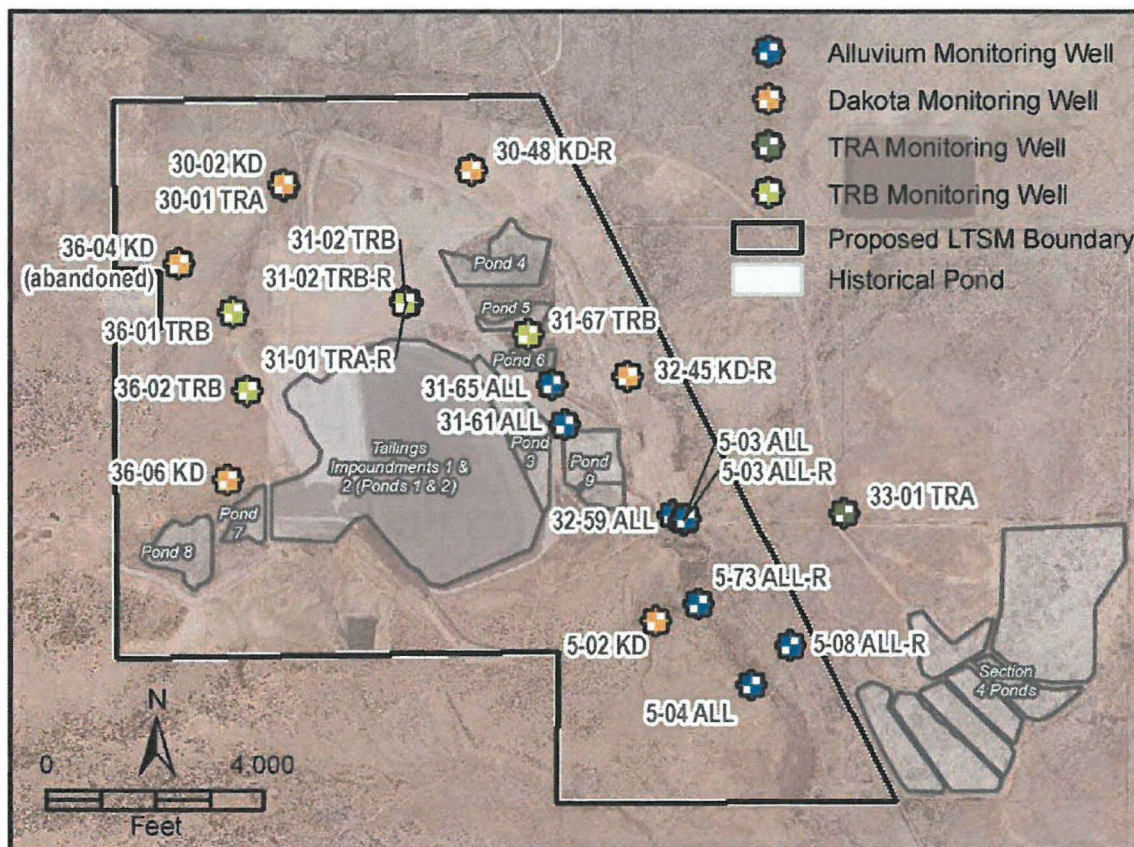 Alluvium Monitoring Well
Dakota Monitoring Well
TRA Monitoring Well
TRB Monitoring Well
Proposed LTSM Boundary
Historical Pond
30-02 KD
30-01 TRA
30-48 KD-R
36-04 KD
(abandoned)
31-02 TRB
31-02 TRB-R
Pond 4
Pond 5
36-01 TRB
31-01 TRA-R
31-67 TRB
Pond 6
32-45 KD-R
36-02 TRB
31-65 ALL
31-61 ALL
5-03 ALL
5-03 ALL-R
Tailings
Impoundments 1 &
2 (Ponds 1 & 2)
Pond
3
Pond
9
36-06 KD
33-01 TRA
32-59 ALL
Pond
7
Pond 8
5-73 ALL-R
5-02 KD
5-08 ALL-R
Section
4 Ponds
5-04 ALL
N
0 4,000
Feet